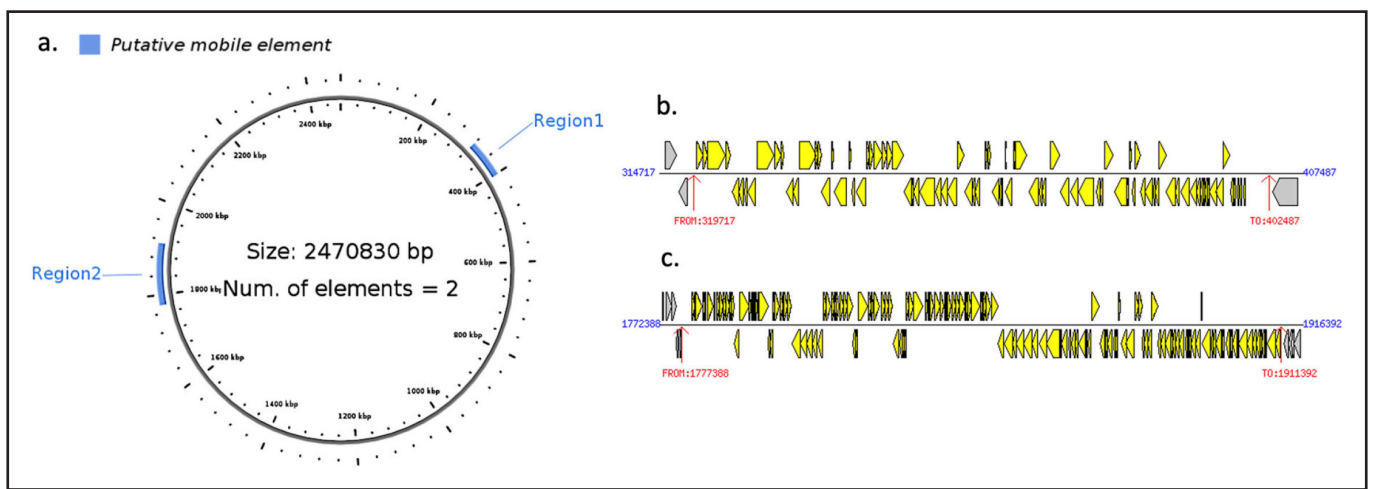 a.
Putative mobile element
2400 kbp
200
Region1
400 kbp
600 kbp
800 kbp
1000 kbp
1200 kbp
1400 kbp
1600 kbp
1800 kbp
2000 kbp
2200 kbp
Region2
Size: 2470830 bp
Num. of elements = 2
b.
314717
407487
FROM:319717
TO:402487
c.
1772388
1916392
FROM:1777388
TO:1911392